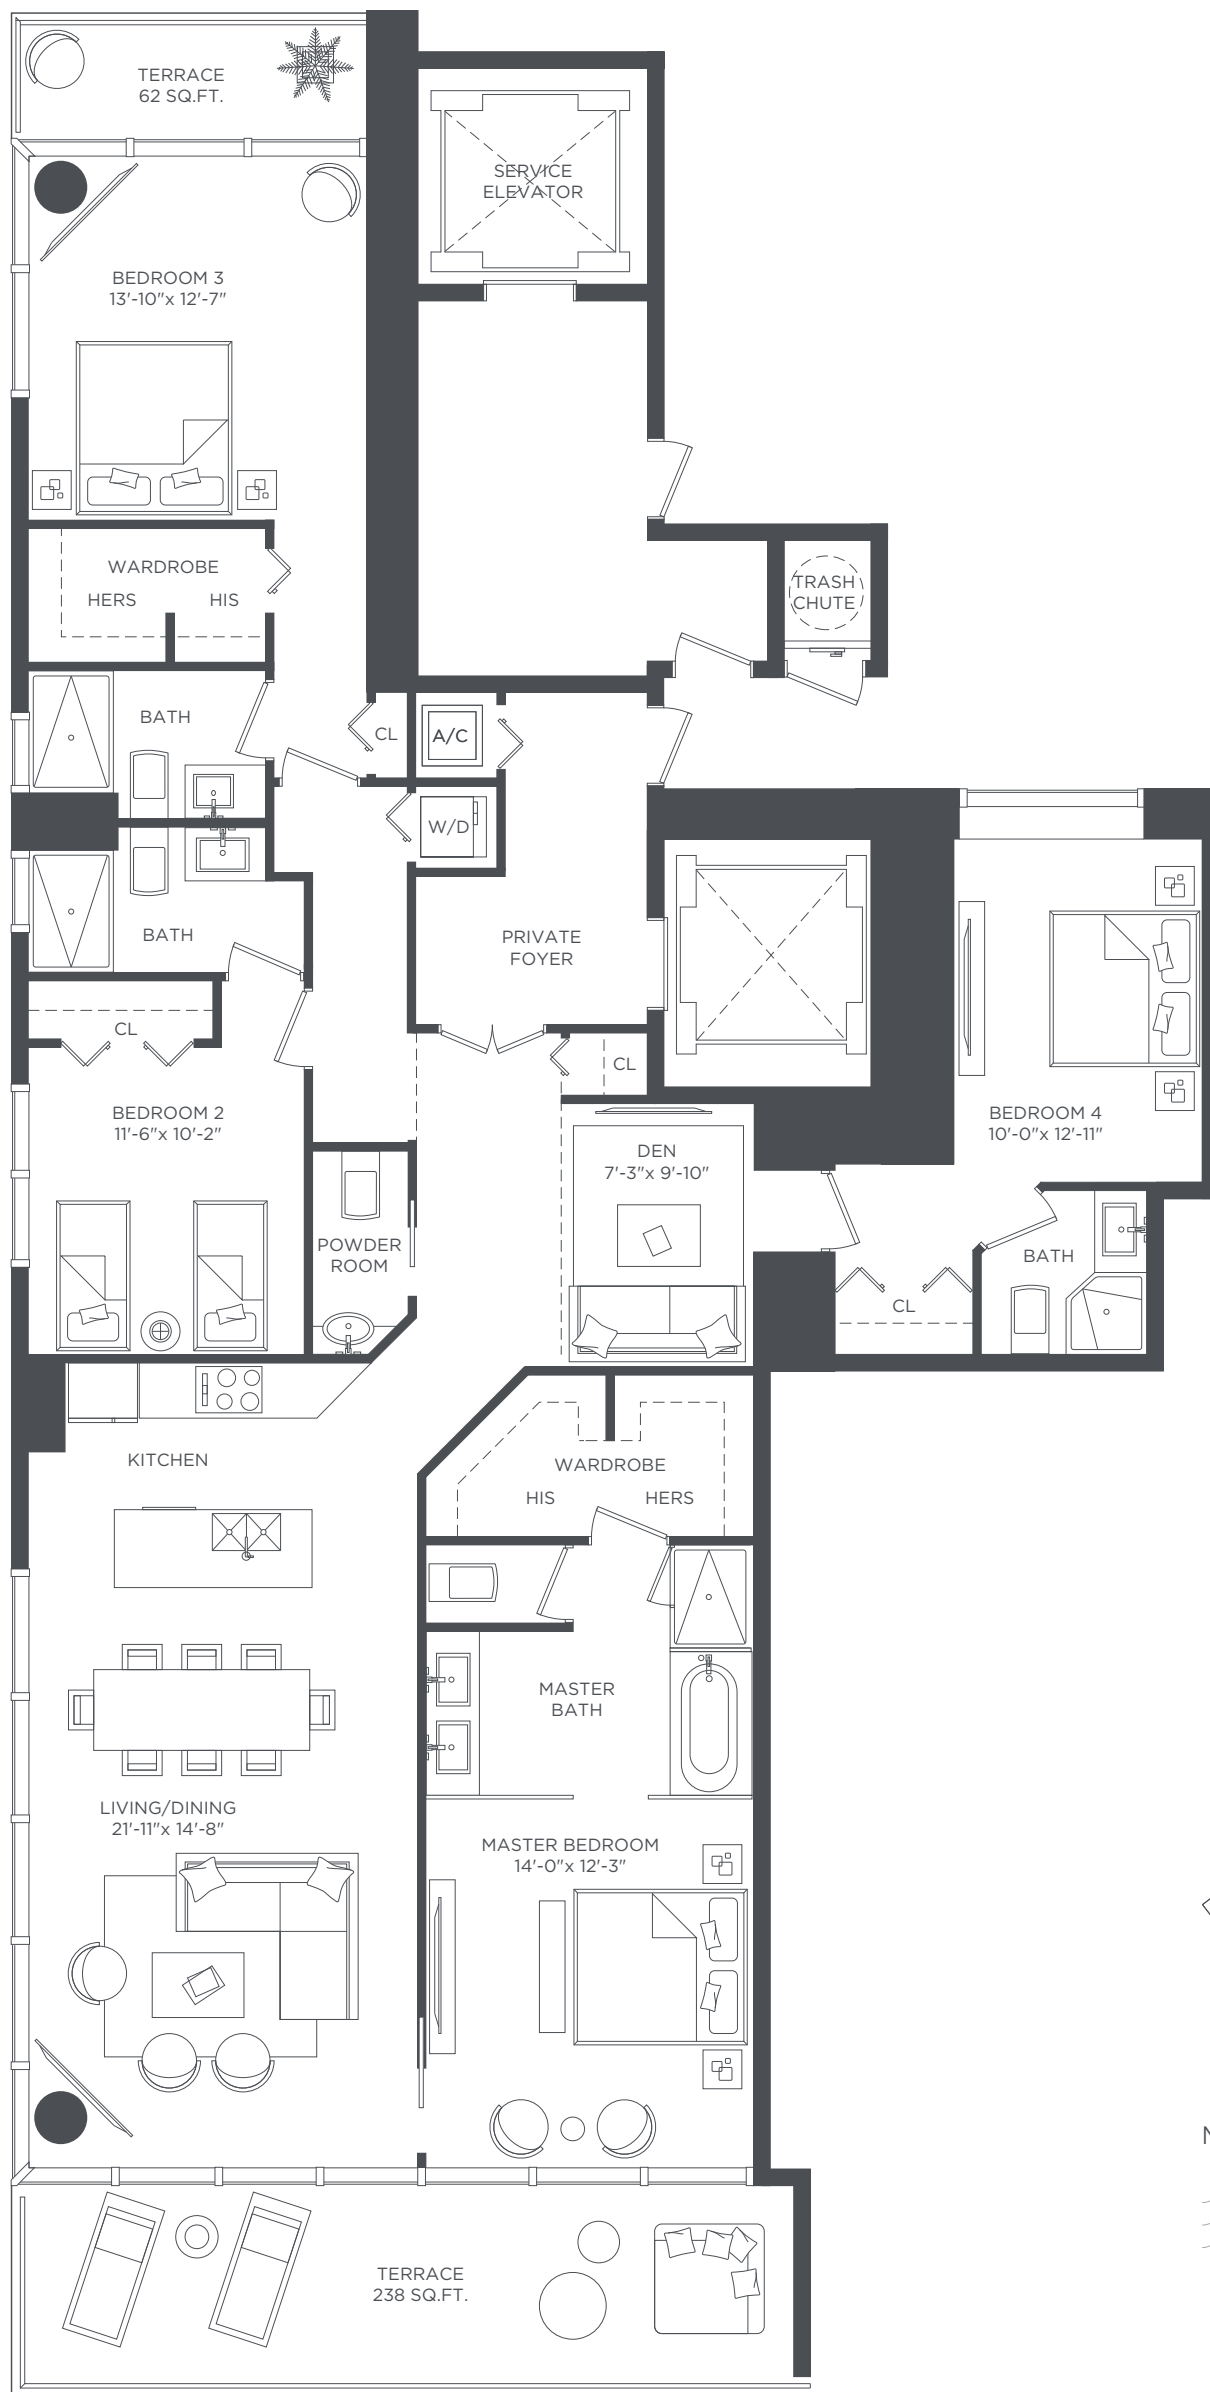 TERRACE
62 SQ.FT.
SERVICE
ELEVATOR
BEDROOM 3
13'-10"x 12'-7"
WARDROBE
HERS HIS
TRASH
CHUTE
BATH
CL
A/C
W/D
BATH
PRIVATE
FOYER
CL
CL
BEDROOM 2
11'-6"x 10'-2"
DEN
7'-3"x 9'-10"
BEDROOM 4
10'-0"x 12'-11"
POWDER
ROOM
BATH
CL
KITCHEN
WARDROBE
HIS HERS
MASTER
BATH
LIVING/DINING
21'-11"x 14'-8"
MASTER BEDROOM
14'-0"x 12'-3"
TERRACE
238 SQ.FT.